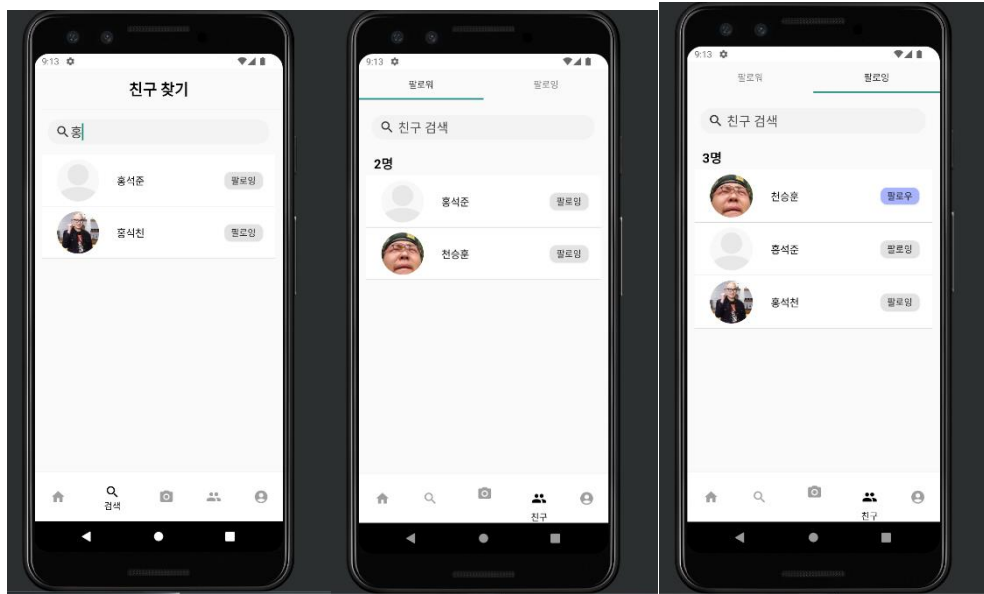 9:13
친구 찾기
홍
홍석준
팔로잉
홍석천
팔로잉
검색
9:13
팔로워
팔로잉
친구 검색
2명
홍석준
팔로잉
천승훈
팔로잉
친구
9:13
팔로워
팔로잉
친구 검색
3명
천승훈
팔로우
홍석준
팔로잉
홍석천
팔로잉
친구